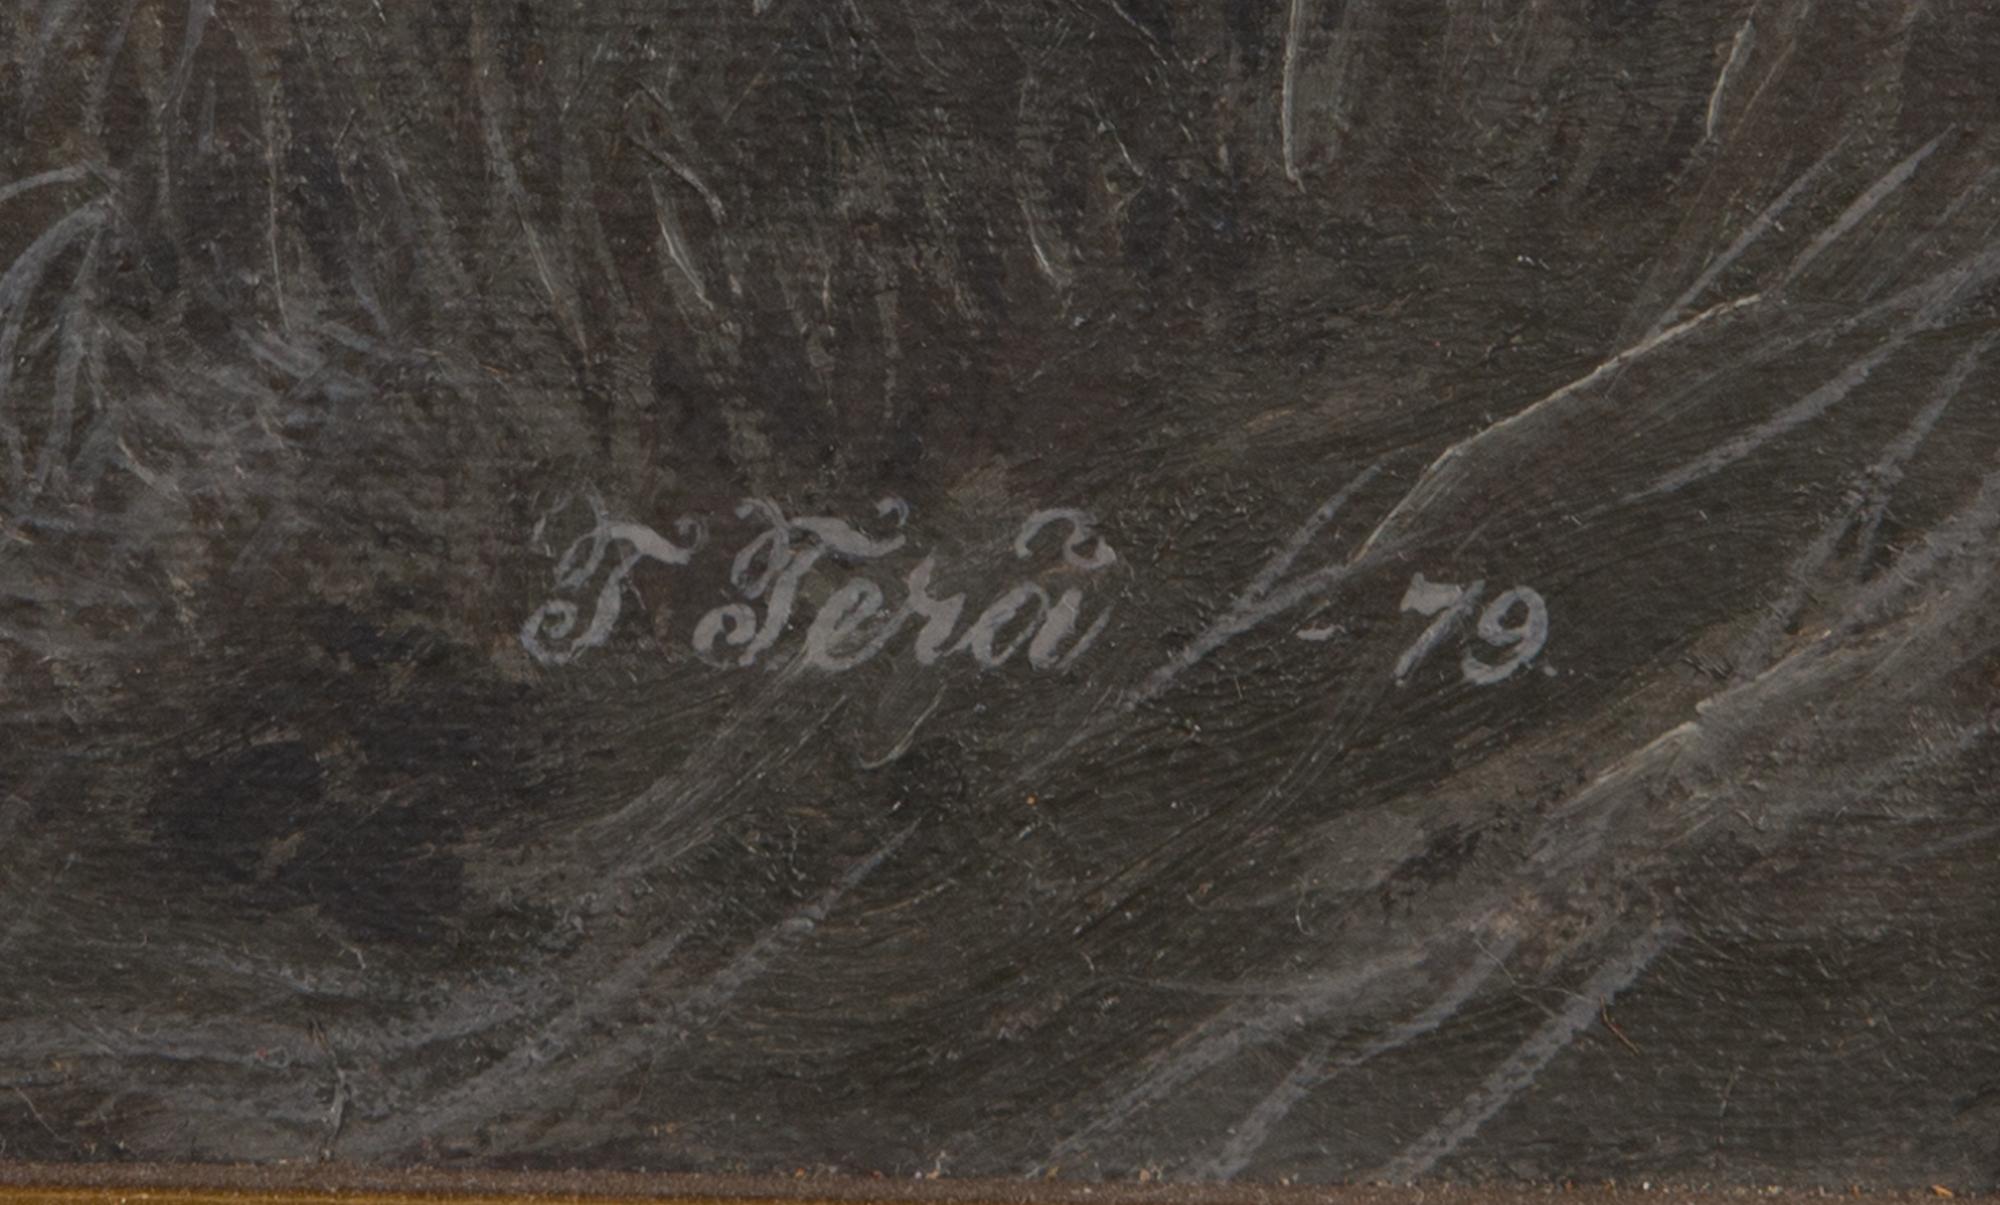 T Terä - 79.